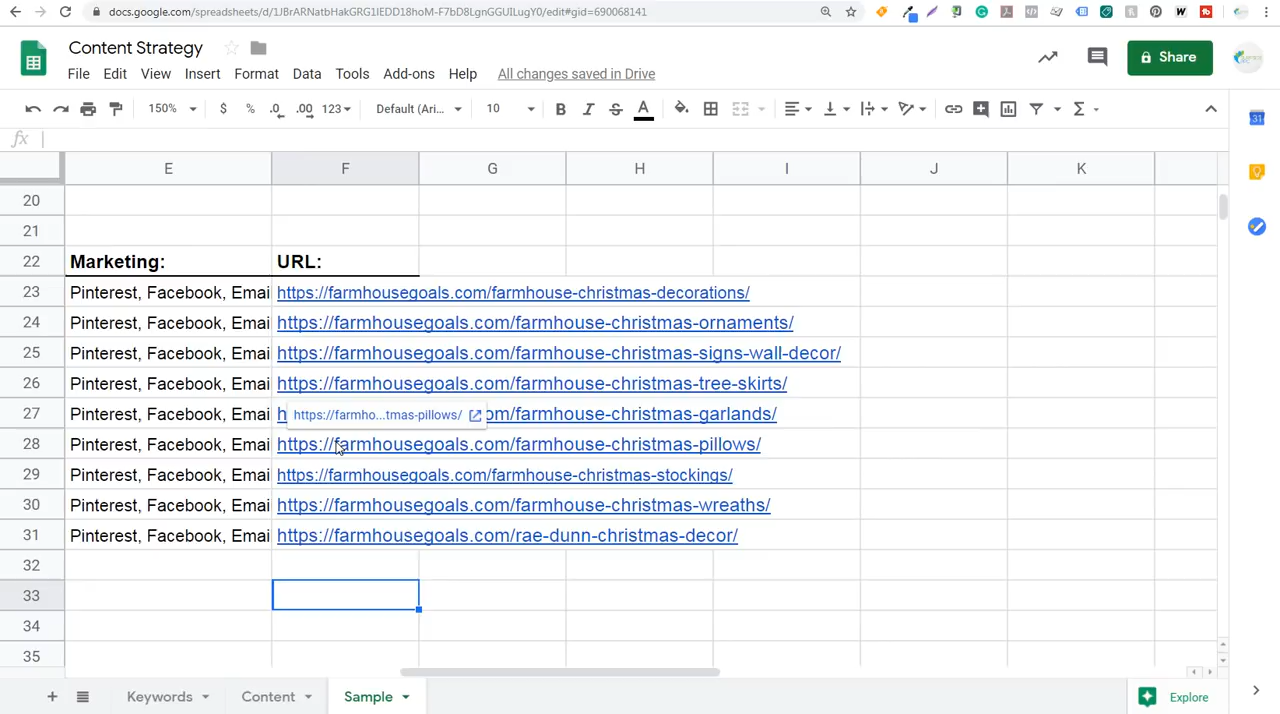 docs.google.com/spreadsheets/d/1JBrARNatbHakGRG1lEDD18hoM-F7bD8LgnGGUILugY0/edit#gid=690068141
Content Strategy
File Edit View Insert Format Data Tools Add-ons Help All changes saved in Drive
Share
150% $ % .0 .00 123 Default (Ari... 10 B I S A Σ
fx
E F G H I J K
20
21
22 Marketing: URL:
23 Pinterest, Facebook, Emai https://farmhousegoals.com/farmhouse-christmas-decorations/
24 Pinterest, Facebook, Emai https://farmhousegoals.com/farmhouse-christmas-ornaments/
25 Pinterest, Facebook, Emai https://farmhousegoals.com/farmhouse-christmas-signs-wall-decor/
26 Pinterest, Facebook, Emai https://farmhousegoals.com/farmhouse-christmas-tree-skirts/
27 Pinterest, Facebook, Emai h https://farmho...tmas-pillows/ om/farmhouse-christmas-garlands/
28 Pinterest, Facebook, Emai https://farmhousegoals.com/farmhouse-christmas-pillows/
29 Pinterest, Facebook, Emai https://farmhousegoals.com/farmhouse-christmas-stockings/
30 Pinterest, Facebook, Emai https://farmhousegoals.com/farmhouse-christmas-wreaths/
31 Pinterest, Facebook, Emai https://farmhousegoals.com/rae-dunn-christmas-decor/
32
33
34
35
Keywords Content Sample Explore